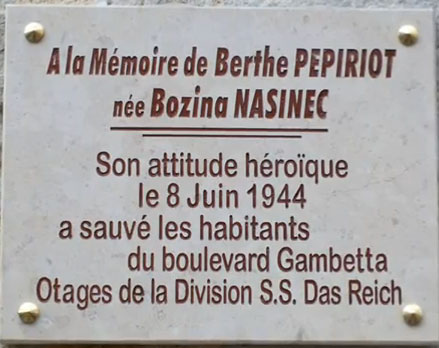 A la Mémoire de Berthe PEPIRIOT
née Bozina NASINEC
Son attitude héroïque
le 8 Juin 1944
a sauvé les habitants
du boulevard Gambetta
Otages de la Division S.S. Das Reich